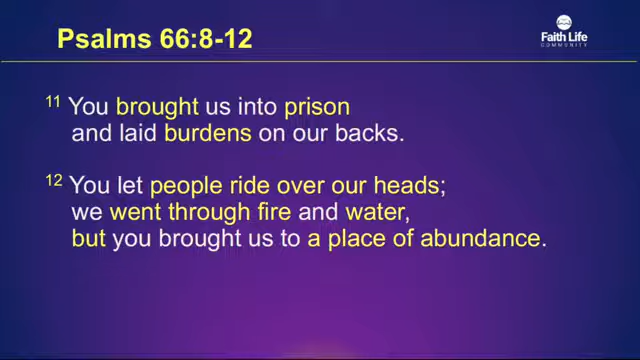 Psalms 66:8-12
Faith Life
COMMUNITY
11 You brought us into prison
and laid burdens on our backs.
12 You let people ride over our heads;
we went through fire and water,
but you brought us to a place of abundance.